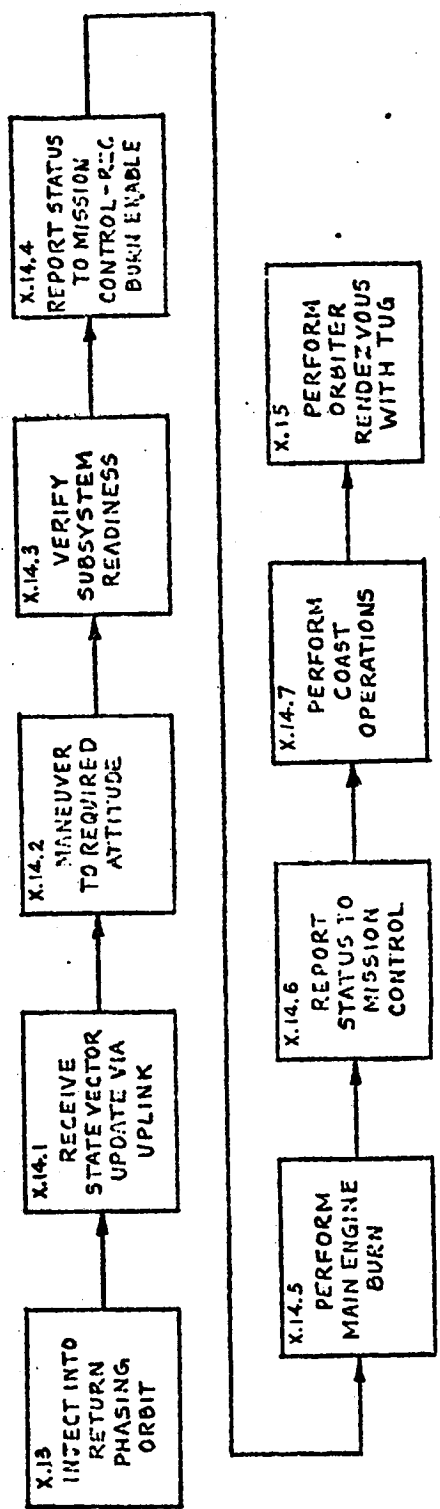 X.13
INJECT INTO
RETURN
PHASING
ORBIT
X.14.1
RECEIVE
STATE VECTOR
UPDATE VIA
UPLINK
X.14.2
MANEUVER
TO REQUIRED
ATTITUDE
X.14.3
VERIFY
SUBSYSTEM
READINESS
X.14.4
REPORT STATUS
TO MISSION
CONTROL-REC
BURN ENABLE
X.14.5
PERFORM
MAIN ENGINE
BURN
X.14.6
REPORT
STATUS TO
MISSION
CONTROL
X.14.7
PERFORM
COAST
OPERATIONS
X.15
PERFORM
ORBITER
RENDEZVOUS
WITH TUG